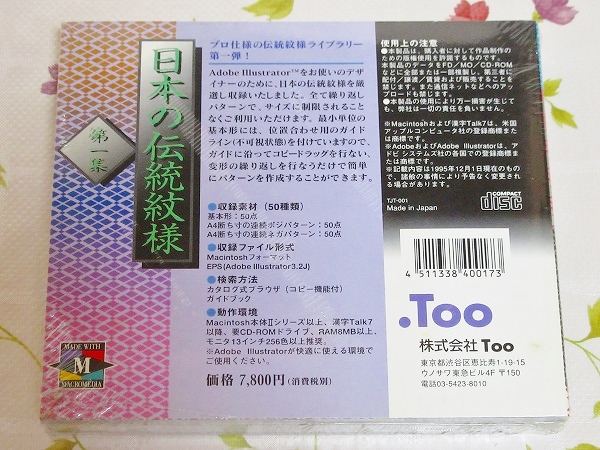 日本の伝統紋様
第一集
プロ仕様の伝統紋様ライブラリー
第一弾！
Adobe Illustrator™をお使いのデザ
イナーのために、日本の伝統紋様を厳
選し収録いたしました。全て繰り返し
パターンで、サイズに制限されること
なくご利用いただけます。最小単位の
基本形には、位置合わせ用のガイド
ライン（不可視状態）を付けていますので、
ガイドに沿ってコピードラッグを行ない、
変形の繰り返しを行なうだけで簡単
にパターンを作成することができます。
●収録素材（50種類）
基本形：50点
A4断ち寸の連続ポジパターン：50点
A4断ち寸の連続ネガパターン：50点
●収録ファイル形式
Macintoshフォーマット
EPS(Adobe Illustrator3.2J)
●検索方法
カタログ式ブラウザ（コピー機能付）
ガイドブック
●動作環境
Macintosh本体Ⅱシリーズ以上、漢字Talk7
以降、要CD-ROMドライブ、RAM8MB以上、
モニタ13インチ256色以上推奨。
※Adobe Illustratorが快適に使える環境で
ご使用ください。
価格 7,800円（消費税別）
MADE WITH
M
MACROMEDIA
使用上の注意
●本製品は、購入者に対して作品制作の
ための版権使用を許諾するものです。
本製品のデータをFD／MO／CD-ROM
などに全部または一部複製し、第三者に
配付／譲渡／賃貸および販売することを
禁じます。また通信ネットなどへのアッ
プロードも禁じます。
●本製品の使用により万一損害が生じて
も、弊社は一切の責任を負いません。
※Macintoshおよび漢字Talk7は、米国
アップルコンピュータ社の登録商標また
は商標です。
※AdobeおよびAdobe Illustratorは、ア
ドビ システムズ社の各国での登録商標ま
たは商標です。
※記載内容は1995年12月1日現在のもの
で、諸般の事情により予告なく変更され
る場合があります。
TJT-001
Made in Japan
COMPACT
disc
4 511338 400173
.Too
株式会社 Too
東京都渋谷区恵比寿1-19-15
ウノサワ東急ビル4F 〒150
電話03-5423-8010